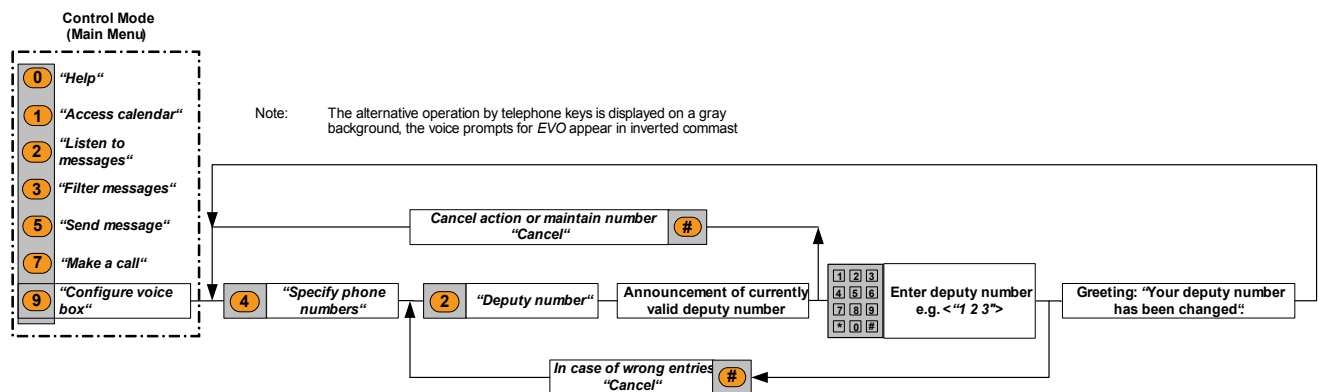 Control Mode
(Main Menu)
0 “Help“
1 “Access calendar“
2 “Listen to
messages“
3 “Filter messages“
5 “Send message“
7 “Make a call“
9 “Configure voice
box“
Note: The alternative operation by telephone keys is displayed on a gray
background, the voice prompts for EVO appear in inverted commast
Cancel action or maintain number
“Cancel“ #
4 “Specify phone
numbers“
2 “Deputy number“
Announcement of currently
valid deputy number
1 2 3
4 5 6
7 8 9
* 0 #
Enter deputy number
e.g. <“1 2 3”>
Greeting: “Your deputy number
has been changed“.
In case of wrong entries
“Cancel“ #